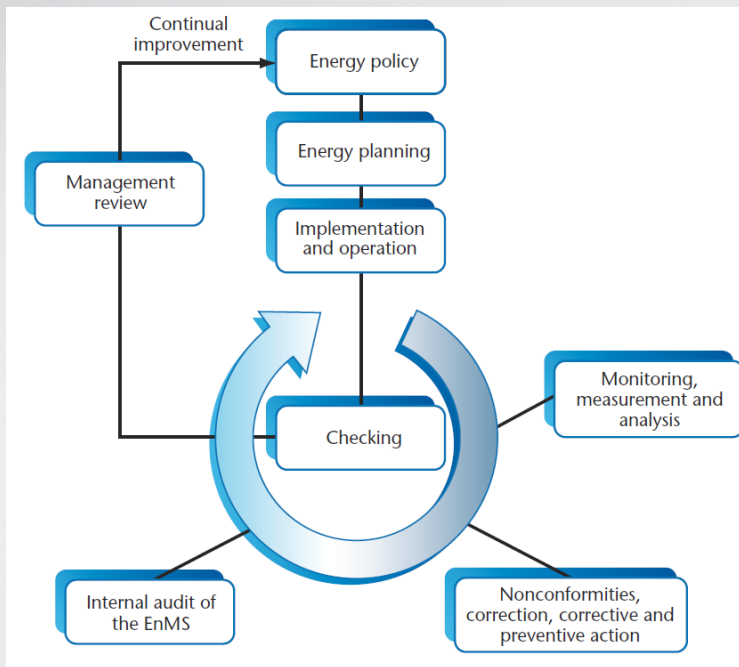 Continual
improvement
Energy policy
Energy planning
Management
review
Implementation
and operation
Monitoring,
measurement and
analysis
Checking
Internal audit of
the EnMS
Nonconformities,
correction, corrective and
preventive action